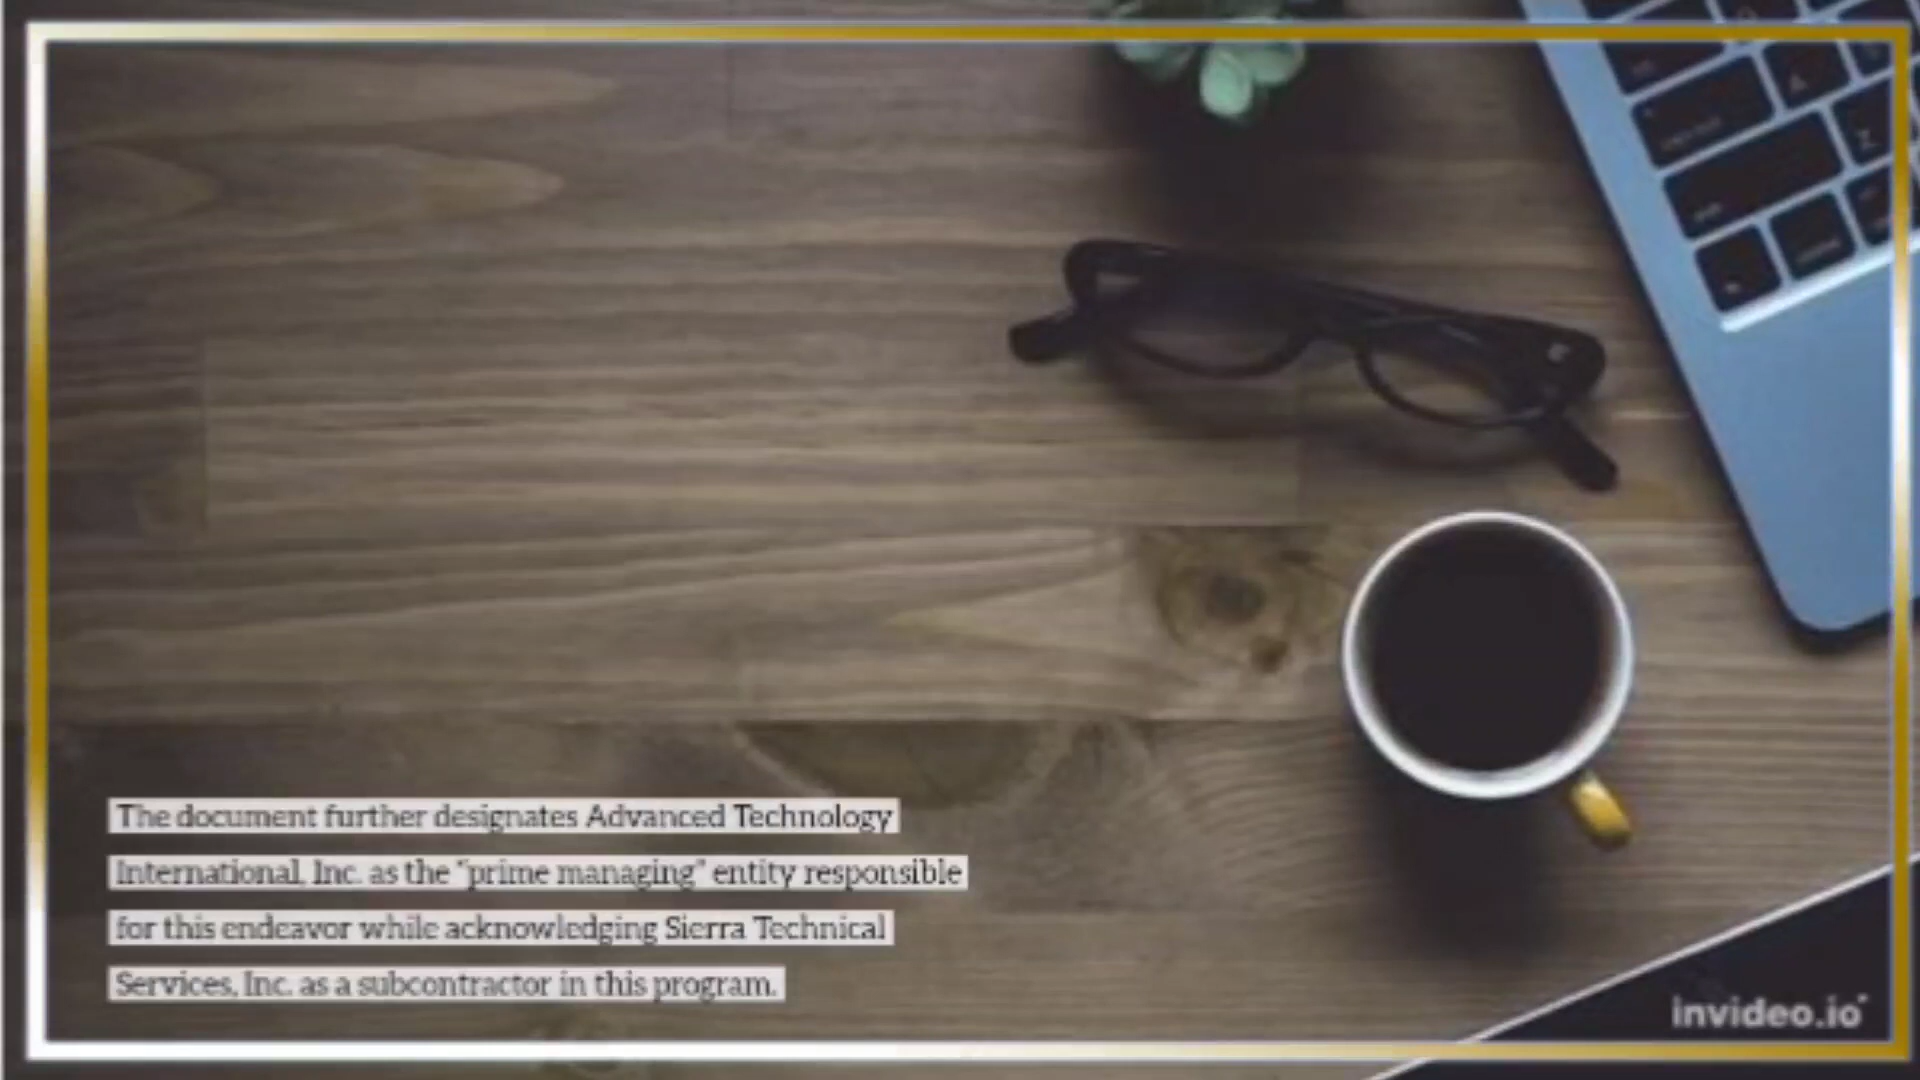 The document further designates Advanced Technology
International, Inc. as the “prime managing” entity responsible
for this endeavor while acknowledging Sierra Technical
Services, Inc. as a subcontractor in this program.
invideo.io